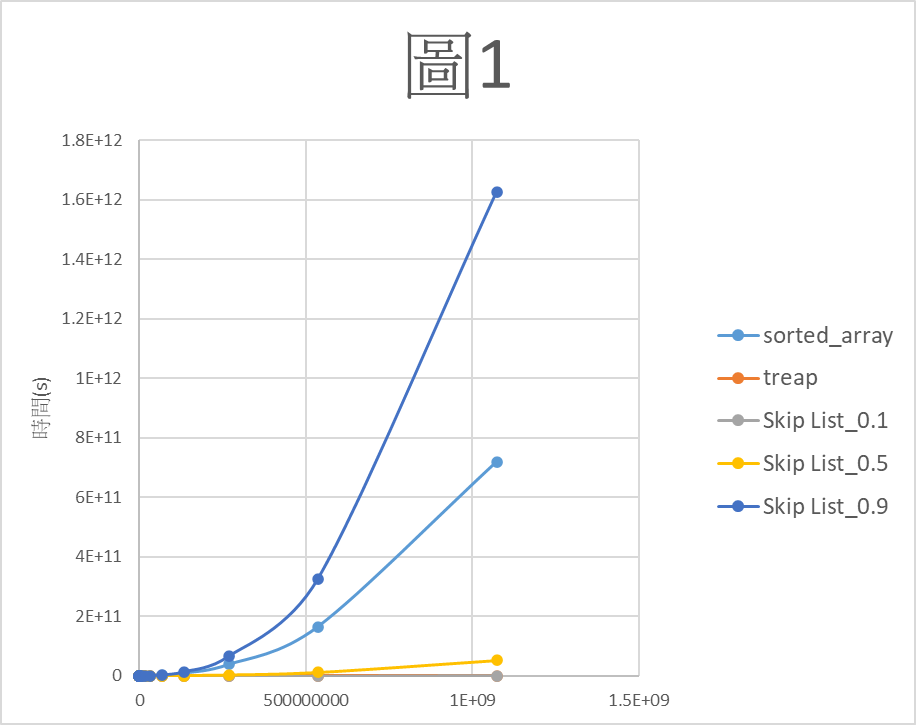 圖1
1.8E+12
1.6E+12
1.4E+12
1.2E+12
1E+12
8E+11
6E+11
4E+11
2E+11
0
時間(s)
0
500000000
1E+09
1.5E+09
sorted_array
treap
Skip List_0.1
Skip List_0.5
Skip List_0.9